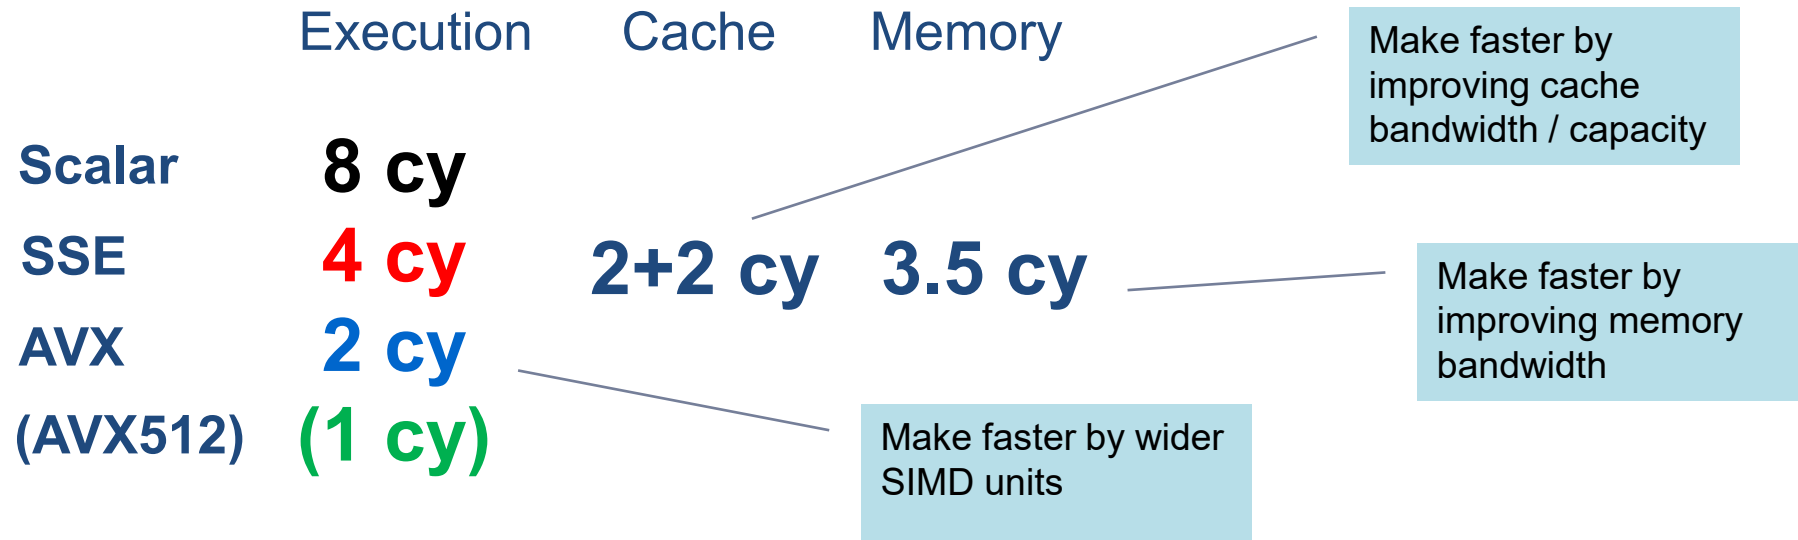 Execution Cache Memory
Make faster by
improving cache
bandwidth / capacity
Scalar 8 cy
SSE 4 cy 2+2 cy 3.5 cy
AVX 2 cy
(AVX512) (1 cy)
Make faster by
improving memory
bandwidth
Make faster by wider
SIMD units